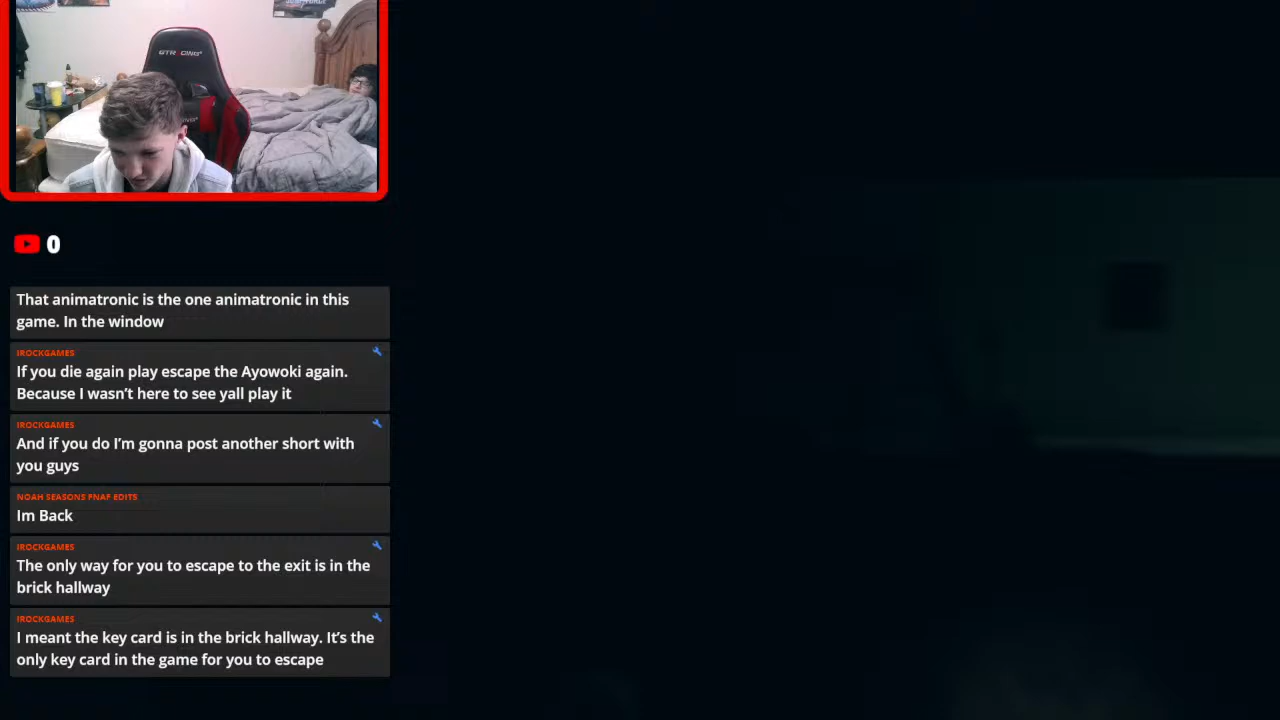 GTRACING
0
That animatronic is the one animatronic in this
game. In the window
IROCKGAMES
If you die again play escape the Ayowoki again.
Because I wasn't here to see yall play it
IROCKGAMES
And if you do I'm gonna post another short with
you guys
NOAH SEASONS FNAF EDITS
Im Back
IROCKGAMES
The only way for you to escape to the exit is in the
brick hallway
IROCKGAMES
I meant the key card is in the brick hallway. It's the
only key card in the game for you to escape